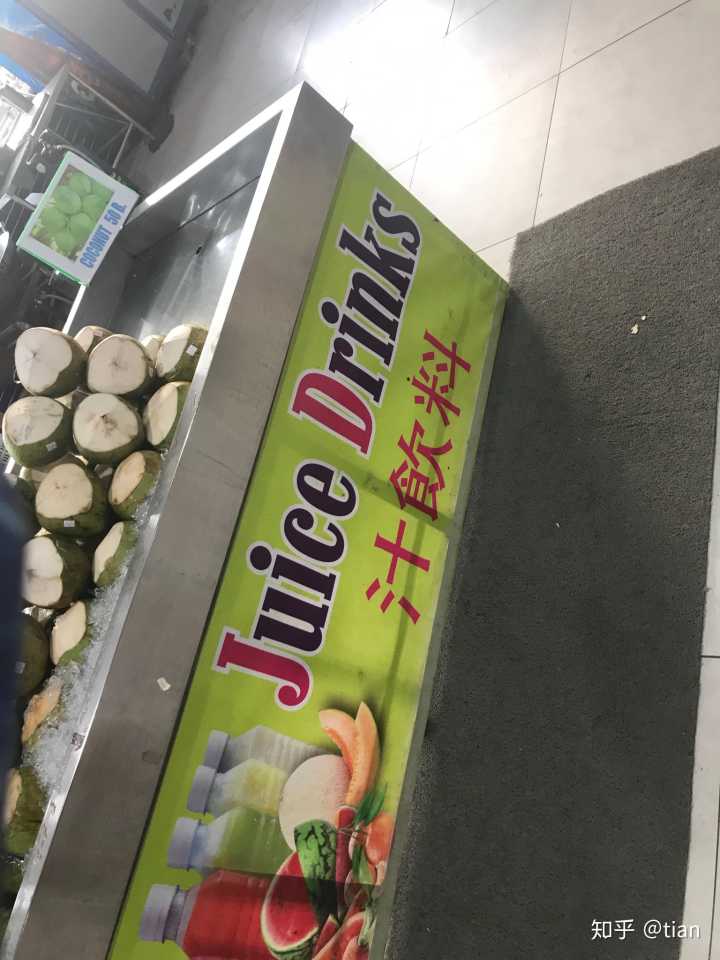 COCONUT 50 B.
Juice Drinks
汁飲料
知乎 @tian